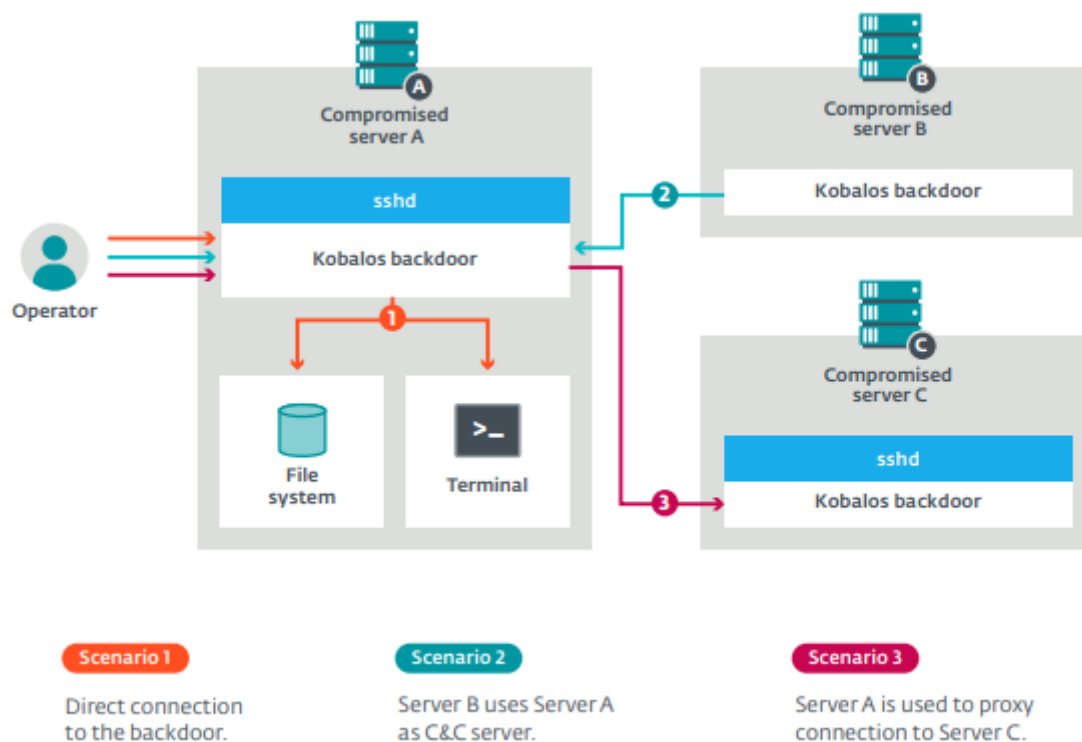 A
Compromised
server A
sshd
Kobalos backdoor
Operator
1
File
system
>_
Terminal
B
Compromised
server B
Kobalos backdoor
2
C
Compromised
server C
sshd
Kobalos backdoor
3
Scenario 1
Direct connection
to the backdoor.
Scenario 2
Server B uses Server A
as C&C server.
Scenario 3
Server A is used to proxy
connection to Server C.